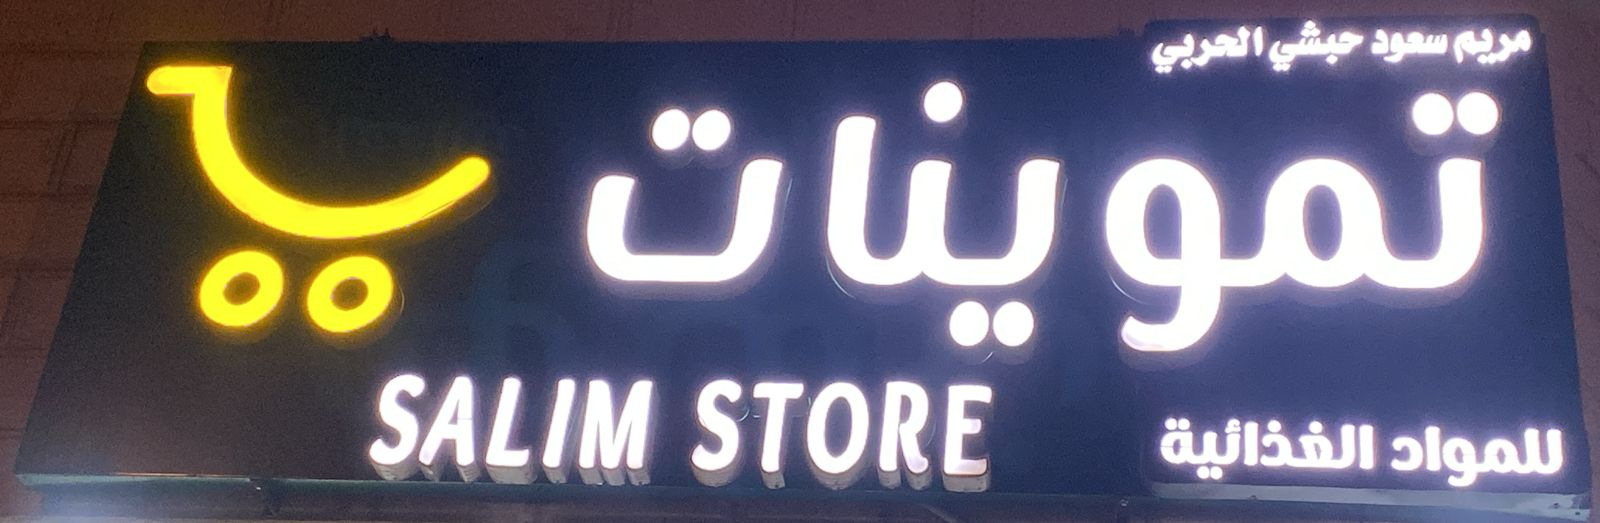 مريم سعود حبشي الحربي
تموينات
SALIM STORE
للمواد الغذائية